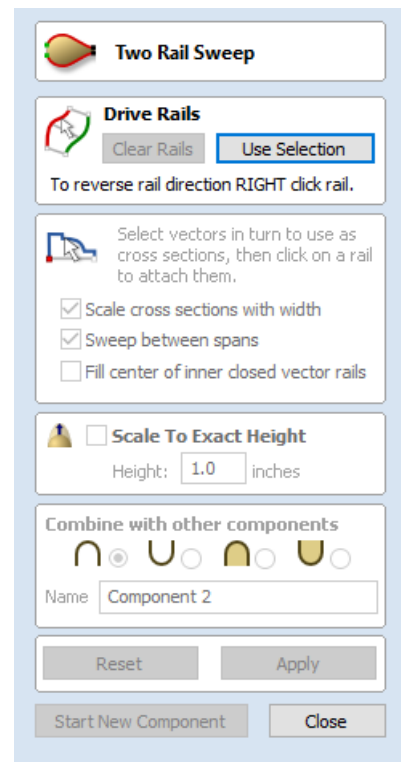 Two Rail Sweep
Drive Rails
Clear Rails Use Selection
To reverse rail direction RIGHT click rail.
Select vectors in turn to use as
cross sections, then click on a rail
to attach them.
Scale cross sections with width
Sweep between spans
Fill center of inner closed vector rails
Scale To Exact Height
Height: 1.0 inches
Combine with other components
Name Component 2
Reset Apply
Start New Component Close